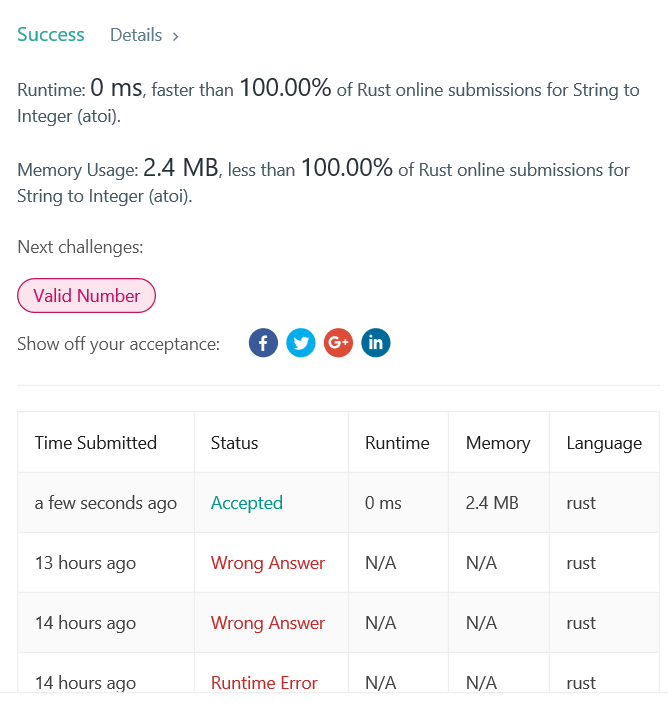 Success Details >
Runtime: 0 ms, faster than 100.00% of Rust online submissions for String to
Integer (atoi).
Memory Usage: 2.4 MB, less than 100.00% of Rust online submissions for
String to Integer (atoi).
Next challenges:
Valid Number
Show off your acceptance: f G+ in
Time Submitted Status Runtime Memory Language
a few seconds ago Accepted 0 ms 2.4 MB rust
13 hours ago Wrong Answer N/A N/A rust
14 hours ago Wrong Answer N/A N/A rust
14 hours ago Runtime Error N/A N/A rust